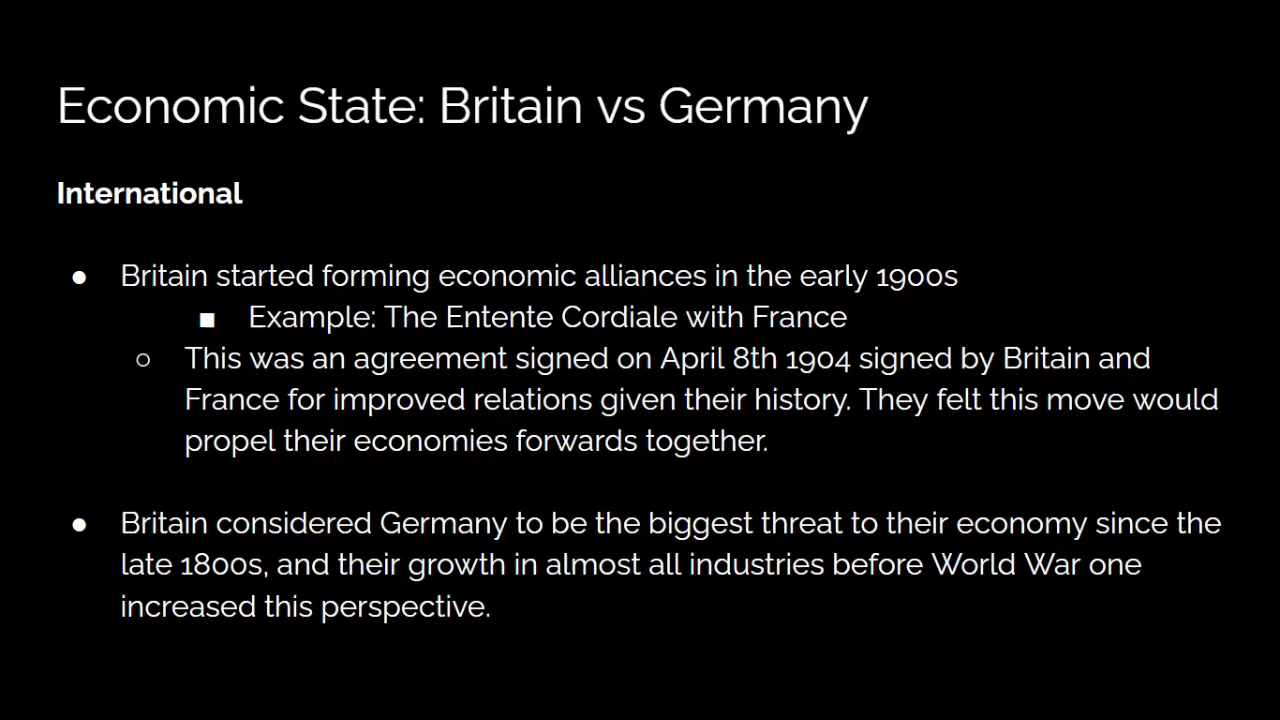 Economic State: Britain vs Germany
International
● Britain started forming economic alliances in the early 1900s
■ Example: The Entente Cordiale with France
○ This was an agreement signed on April 8th 1904 signed by Britain and
France for improved relations given their history. They felt this move would
propel their economies forwards together.
● Britain considered Germany to be the biggest threat to their economy since the
late 1800s, and their growth in almost all industries before World War one
increased this perspective.